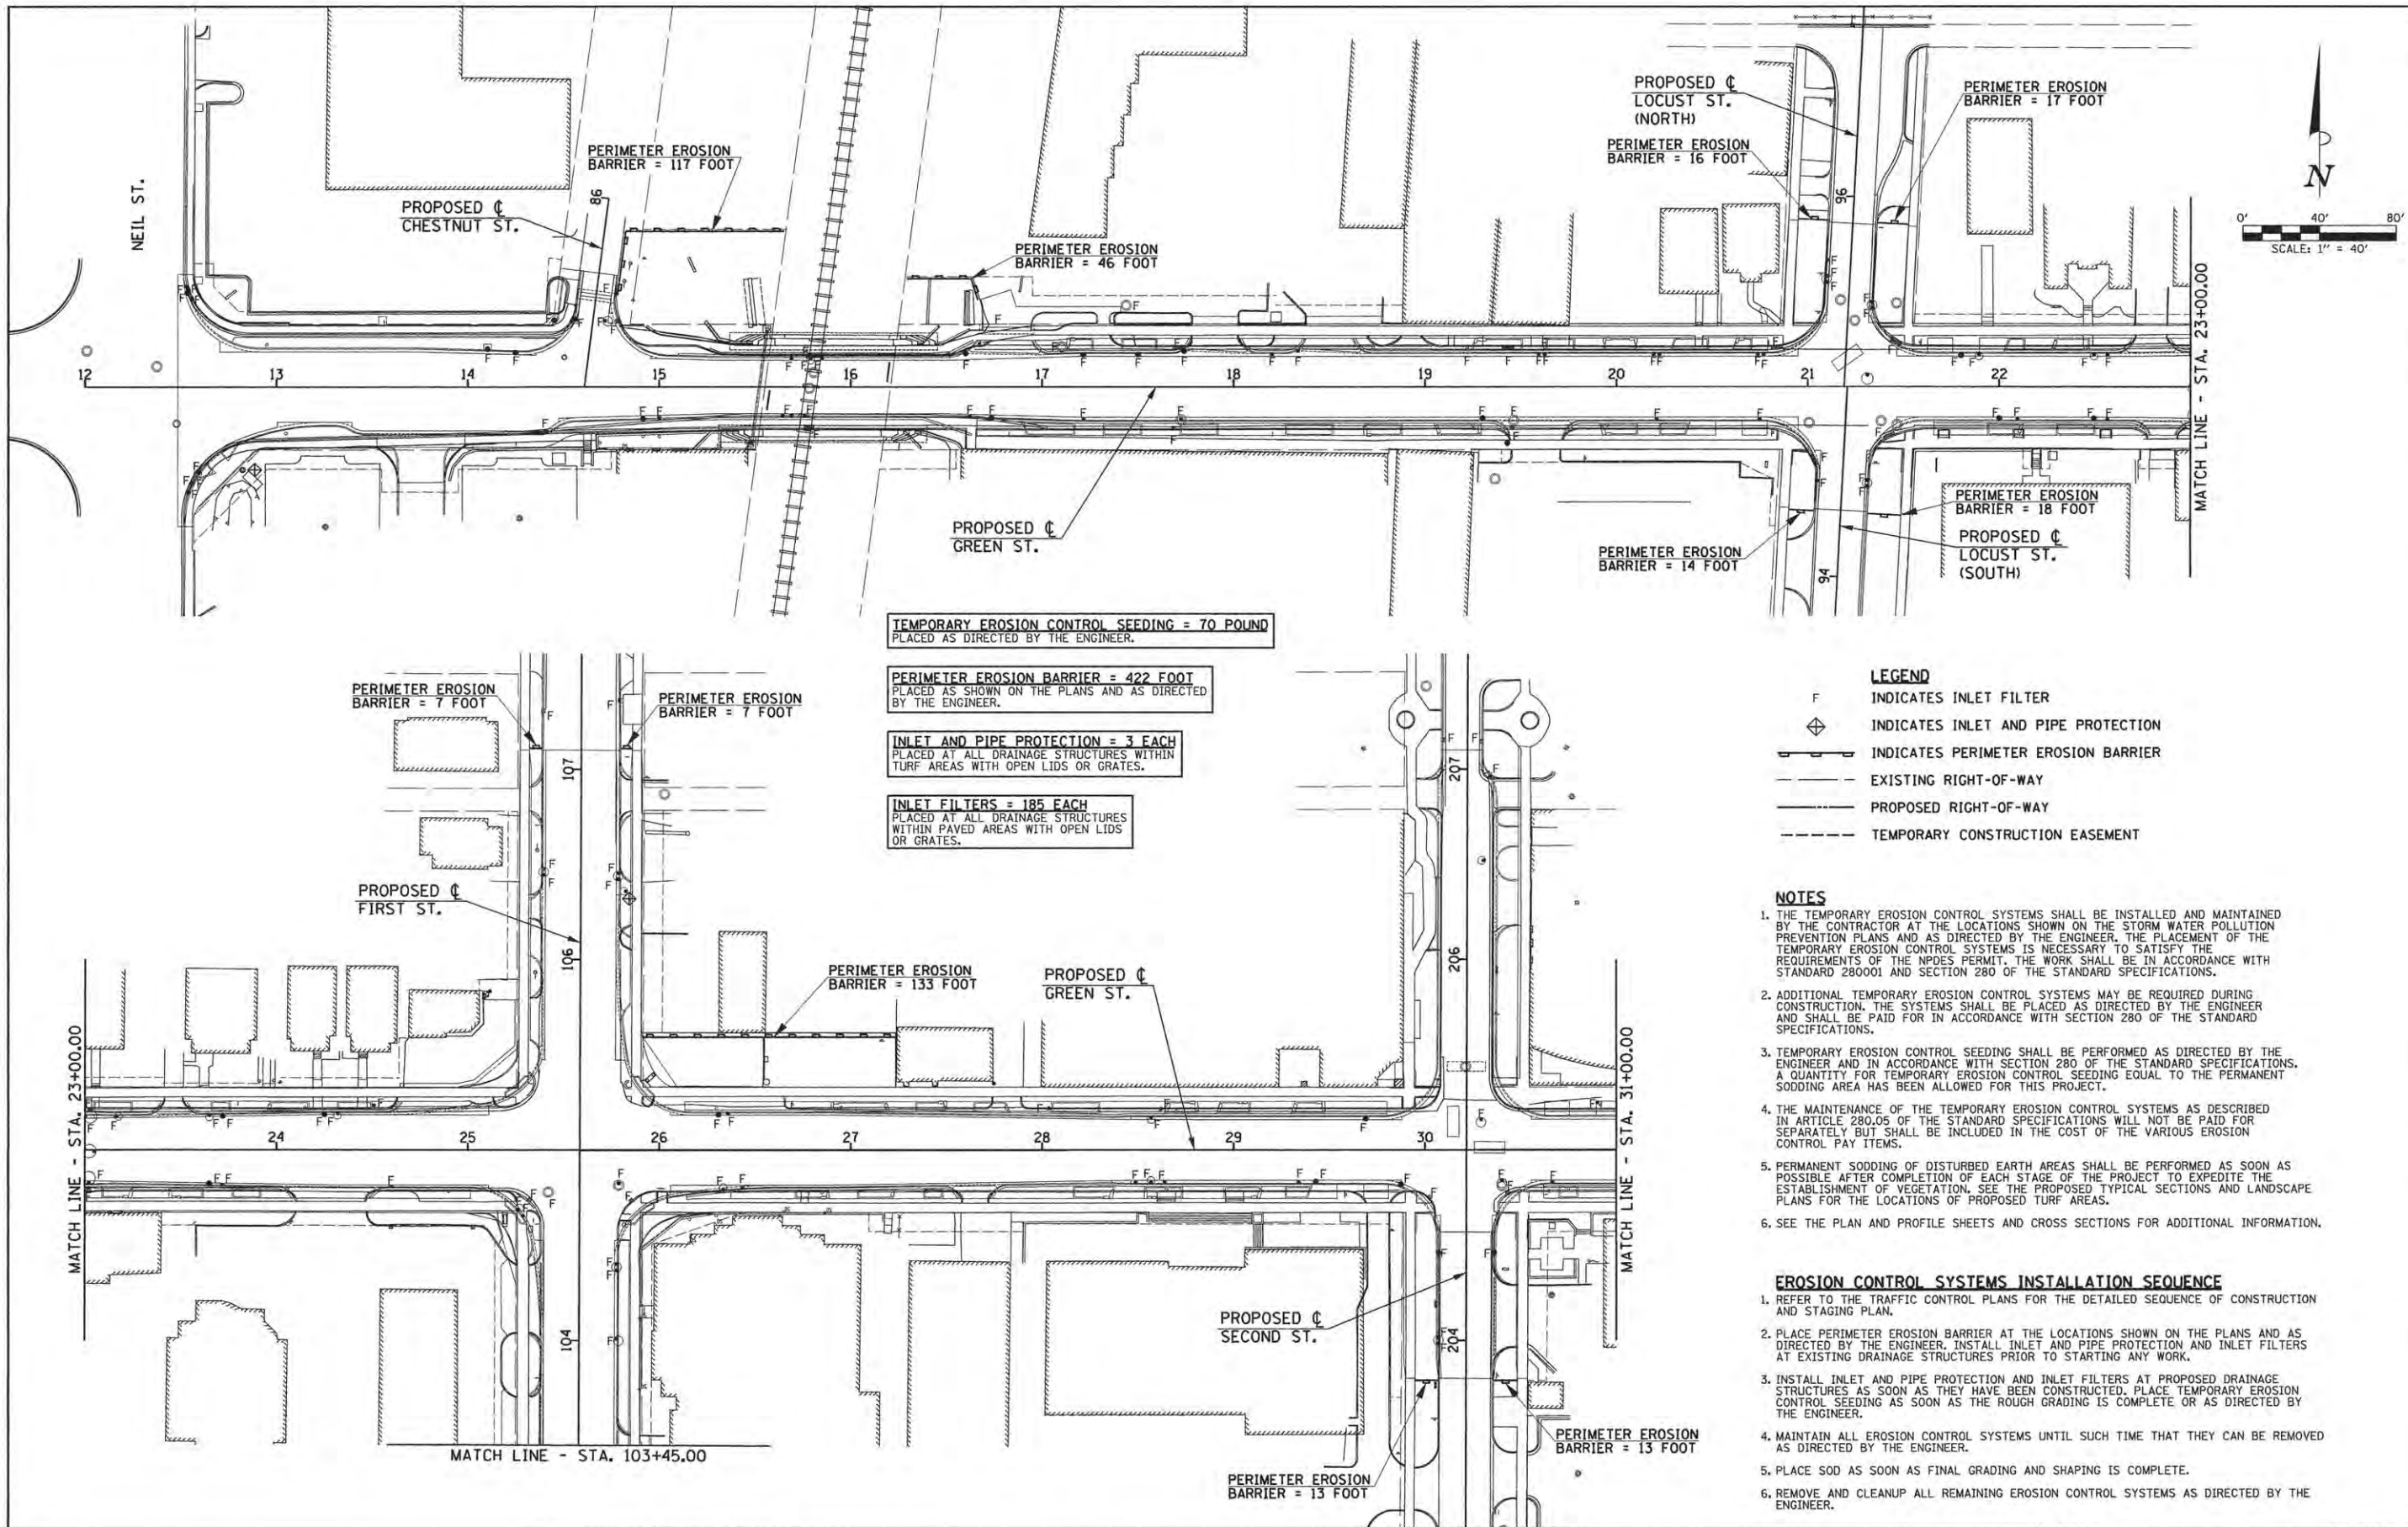 NEIL ST.
PROPOSED ℄
CHESTNUT ST.
86
PERIMETER EROSION
BARRIER = 117 FOOT
PERIMETER EROSION
BARRIER = 46 FOOT
PROPOSED ℄
LOCUST ST.
(NORTH)
PERIMETER EROSION
BARRIER = 16 FOOT
PERIMETER EROSION
BARRIER = 17 FOOT
96
N
0' 40' 80'
SCALE: 1" = 40'
MATCH LINE - STA. 23+00.00
12 13 14 15 16 17 18 19 20 21 22
PROPOSED ℄
GREEN ST.
PERIMETER EROSION
BARRIER = 14 FOOT
PERIMETER EROSION
BARRIER = 18 FOOT
PROPOSED ℄
LOCUST ST.
(SOUTH)
94
TEMPORARY EROSION CONTROL SEEDING = 70 POUND
PLACED AS DIRECTED BY THE ENGINEER.
PERIMETER EROSION BARRIER = 422 FOOT
PLACED AS SHOWN ON THE PLANS AND AS DIRECTED
BY THE ENGINEER.
INLET AND PIPE PROTECTION = 3 EACH
PLACED AT ALL DRAINAGE STRUCTURES WITHIN
TURF AREAS WITH OPEN LIDS OR GRATES.
INLET FILTERS = 185 EACH
PLACED AT ALL DRAINAGE STRUCTURES
WITHIN PAVED AREAS WITH OPEN LIDS
OR GRATES.
PERIMETER EROSION
BARRIER = 7 FOOT
PERIMETER EROSION
BARRIER = 7 FOOT
107
PROPOSED ℄
FIRST ST.
106
PERIMETER EROSION
BARRIER = 133 FOOT
PROPOSED ℄
GREEN ST.
207
206
MATCH LINE - STA. 23+00.00
24 25 26 27 28 29 30
MATCH LINE - STA. 31+00.00
104
PROPOSED ℄
SECOND ST.
204
MATCH LINE - STA. 103+45.00
PERIMETER EROSION
BARRIER = 13 FOOT
PERIMETER EROSION
BARRIER = 13 FOOT
LEGEND
F INDICATES INLET FILTER
INDICATES INLET AND PIPE PROTECTION
INDICATES PERIMETER EROSION BARRIER
EXISTING RIGHT-OF-WAY
PROPOSED RIGHT-OF-WAY
TEMPORARY CONSTRUCTION EASEMENT
NOTES
1. THE TEMPORARY EROSION CONTROL SYSTEMS SHALL BE INSTALLED AND MAINTAINED
BY THE CONTRACTOR AT THE LOCATIONS SHOWN ON THE STORM WATER POLLUTION
PREVENTION PLANS AND AS DIRECTED BY THE ENGINEER. THE PLACEMENT OF THE
TEMPORARY EROSION CONTROL SYSTEMS IS NECESSARY TO SATISFY THE
REQUIREMENTS OF THE NPDES PERMIT. THE WORK SHALL BE IN ACCORDANCE WITH
STANDARD 280001 AND SECTION 280 OF THE STANDARD SPECIFICATIONS.
2. ADDITIONAL TEMPORARY EROSION CONTROL SYSTEMS MAY BE REQUIRED DURING
CONSTRUCTION. THE SYSTEMS SHALL BE PLACED AS DIRECTED BY THE ENGINEER
AND SHALL BE PAID FOR IN ACCORDANCE WITH SECTION 280 OF THE STANDARD
SPECIFICATIONS.
3. TEMPORARY EROSION CONTROL SEEDING SHALL BE PERFORMED AS DIRECTED BY THE
ENGINEER AND IN ACCORDANCE WITH SECTION 280 OF THE STANDARD SPECIFICATIONS.
A QUANTITY FOR TEMPORARY EROSION CONTROL SEEDING EQUAL TO THE PERMANENT
SODDING AREA HAS BEEN ALLOWED FOR THIS PROJECT.
4. THE MAINTENANCE OF THE TEMPORARY EROSION CONTROL SYSTEMS AS DESCRIBED
IN ARTICLE 280.05 OF THE STANDARD SPECIFICATIONS WILL NOT BE PAID FOR
SEPARATELY BUT SHALL BE INCLUDED IN THE COST OF THE VARIOUS EROSION
CONTROL PAY ITEMS.
5. PERMANENT SODDING OF DISTURBED EARTH AREAS SHALL BE PERFORMED AS SOON AS
POSSIBLE AFTER COMPLETION OF EACH STAGE OF THE PROJECT TO EXPEDITE THE
ESTABLISHMENT OF VEGETATION. SEE THE PROPOSED TYPICAL SECTIONS AND LANDSCAPE
PLANS FOR THE LOCATIONS OF PROPOSED TURF AREAS.
6. SEE THE PLAN AND PROFILE SHEETS AND CROSS SECTIONS FOR ADDITIONAL INFORMATION.
EROSION CONTROL SYSTEMS INSTALLATION SEQUENCE
1. REFER TO THE TRAFFIC CONTROL PLANS FOR THE DETAILED SEQUENCE OF CONSTRUCTION
AND STAGING PLAN.
2. PLACE PERIMETER EROSION BARRIER AT THE LOCATIONS SHOWN ON THE PLANS AND AS
DIRECTED BY THE ENGINEER. INSTALL INLET AND PIPE PROTECTION AND INLET FILTERS
AT EXISTING DRAINAGE STRUCTURES PRIOR TO STARTING ANY WORK.
3. INSTALL INLET AND PIPE PROTECTION AND INLET FILTERS AT PROPOSED DRAINAGE
STRUCTURES AS SOON AS THEY HAVE BEEN CONSTRUCTED. PLACE TEMPORARY EROSION
CONTROL SEEDING AS SOON AS THE ROUGH GRADING IS COMPLETE OR AS DIRECTED BY
THE ENGINEER.
4. MAINTAIN ALL EROSION CONTROL SYSTEMS UNTIL SUCH TIME THAT THEY CAN BE REMOVED
AS DIRECTED BY THE ENGINEER.
5. PLACE SOD AS SOON AS FINAL GRADING AND SHAPING IS COMPLETE.
6. REMOVE AND CLEANUP ALL REMAINING EROSION CONTROL SYSTEMS AS DIRECTED BY THE
ENGINEER.